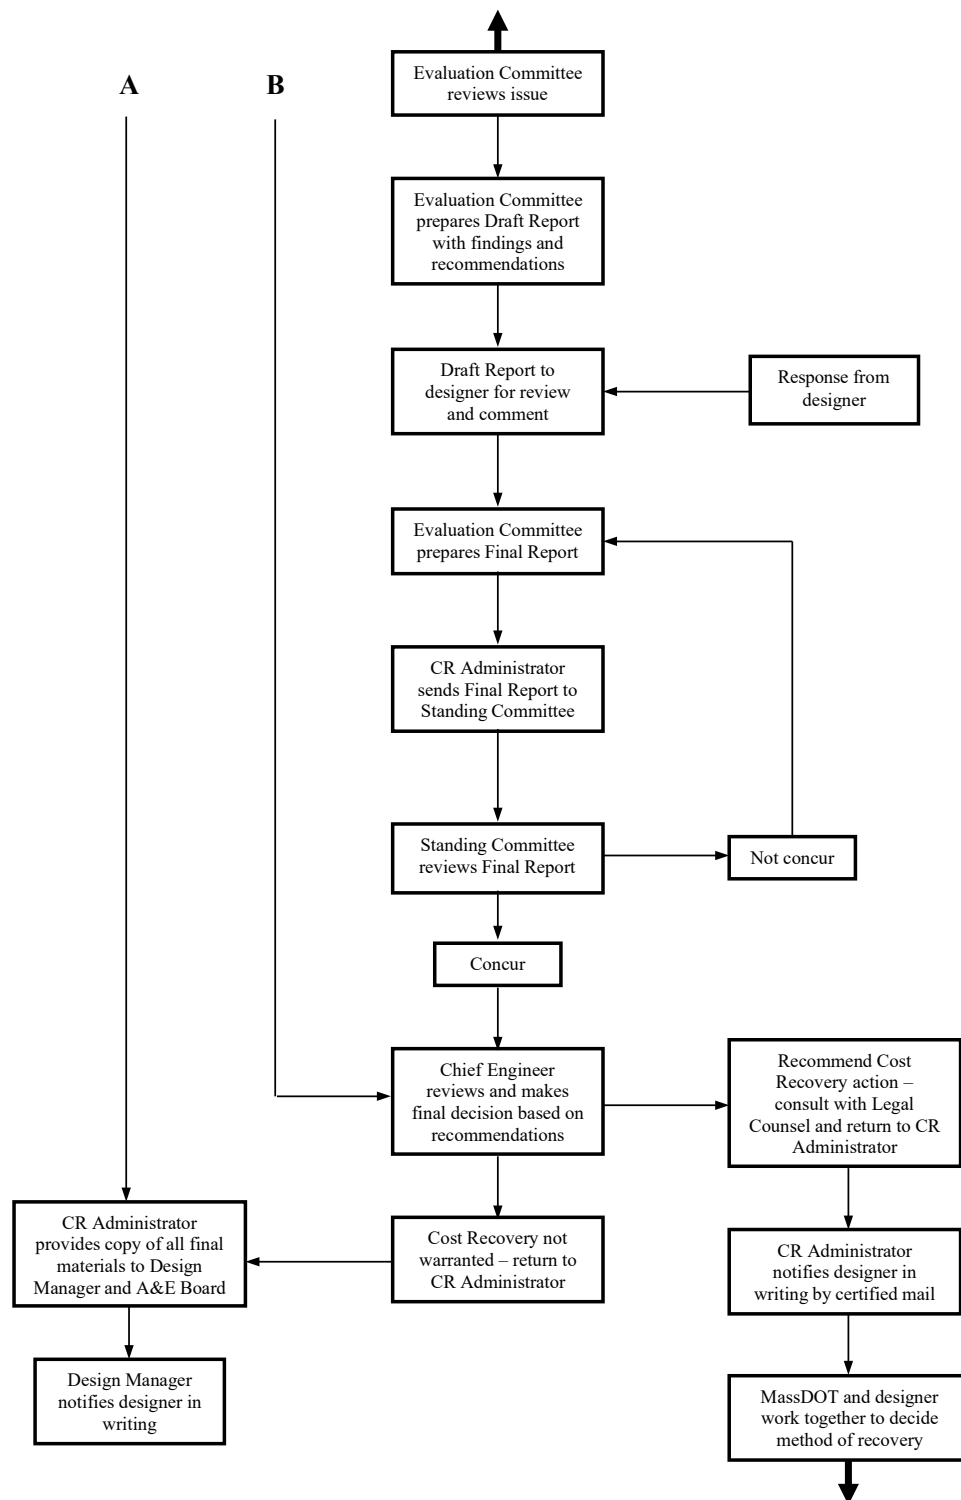 Evaluation Committee
reviews issue
A
B
Evaluation Committee
prepares Draft Report
with findings and
recommendations
Draft Report to
designer for review
and comment
Response from
designer
Evaluation Committee
prepares Final Report
CR Administrator
sends Final Report to
Standing Committee
Standing Committee
reviews Final Report
Not concur
Concur
Chief Engineer
reviews and makes
final decision based on
recommendations
Recommend Cost
Recovery action –
consult with Legal
Counsel and return to CR
Administrator
CR Administrator
provides copy of all final
materials to Design
Manager and A&E Board
Cost Recovery not
warranted – return to
CR Administrator
CR Administrator
notifies designer in
writing by certified mail
Design Manager
notifies designer in
writing
MassDOT and designer
work together to decide
method of recovery